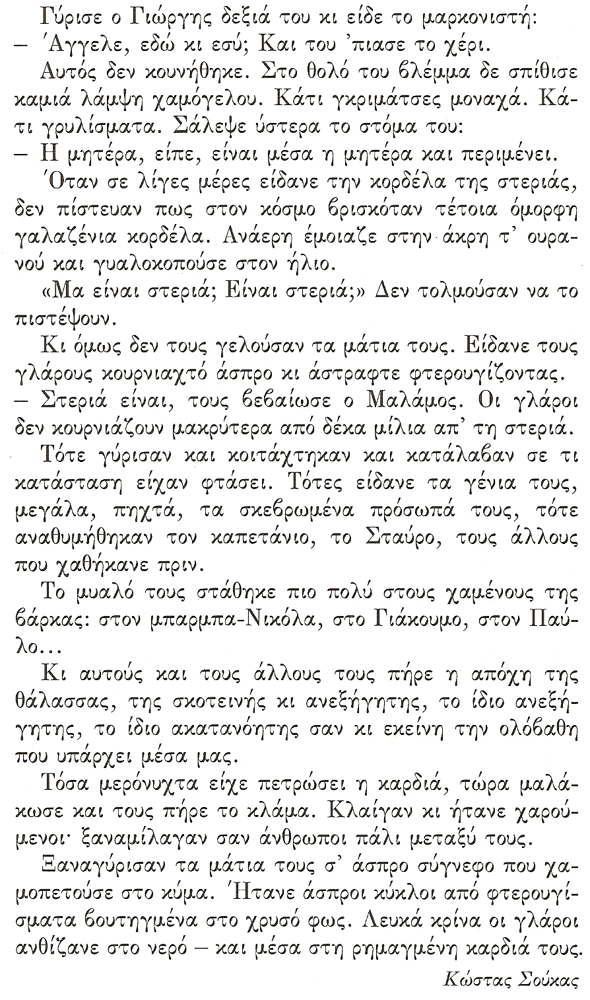 Γύρισε ο Γιώργης δεξιά του κι είδε το μαρκονιστή:
– Άγγελε, εδώ κι εσύ; Και του ’πιασε το χέρι.
Αυτός δεν κουνήθηκε. Στο θολό του βλέμμα δε σπίθισε
καμιά λάμψη χαμόγελου. Κάτι γκριμάτσες μοναχά. Κά-
τι γρυλίσματα. Σάλεψε ύστερα το στόμα του:
– Η μητέρα, είπε, είναι μέσα η μητέρα και περιμένει.
Όταν σε λίγες μέρες είδανε την κορδέλα της στεριάς,
δεν πίστευαν πως στον κόσμο βρισκόταν τέτοια όμορφη
γαλαζένια κορδέλα. Ανάερη έμοιαζε στην άκρη τ’ ουρα-
νού και γυαλοκοπούσε στον ήλιο.
«Μα είναι στεριά; Είναι στεριά;» Δεν τολμούσαν να το
πιστέψουν.
Κι όμως δεν τους γελούσαν τα μάτια τους. Είδανε τους
γλάρους κουρνιαχτό άσπρο κι άστραφτε φτερουγίζοντας.
– Στεριά είναι, τους βεβαίωσε ο Μαλάμος. Οι γλάροι
δεν κουρνιάζουν μακρύτερα από δέκα μίλια απ’ τη στεριά.
Τότε γύρισαν και κοιτάχτηκαν και κατάλαβαν σε τι
κατάσταση είχαν φτάσει. Τότες είδανε τα γένια τους,
μεγάλα, πηχτά, τα σκεβρωμένα πρόσωπά τους, τότε
αναθυμήθηκαν τον καπετάνιο, το Σταύρο, τους άλλους
που χαθήκανε πριν.
Το μυαλό τους στάθηκε πιο πολύ στους χαμένους της
βάρκας: στον μπαρμπα-Νικόλα, στο Γιάκουμο, στον Παύ-
λο...
Κι αυτούς και τους άλλους τους πήρε η απόχη της
θάλασσας, της σκοτεινής κι ανεξήγητης, το ίδιο ανεξή-
γητης, το ίδιο ακατανόητης σαν κι εκείνη την ολόβαθη
που υπάρχει μέσα μας.
Τόσα μερόνυχτα είχε πετρώσει η καρδιά, τώρα μαλά-
κωσε και τους πήρε το κλάμα. Κλαίγαν κι ήτανε χαρού-
μενοι· ξαναμίλαγαν σαν άνθρωποι πάλι μεταξύ τους.
Ξαναγύρισαν τα μάτια τους σ’ άσπρο σύγνεφο που χα-
μοπετούσε στο κύμα. Ήτανε άσπροι κύκλοι από φτερουγί-
σματα βουτηγμένα στο χρυσό φως. Λευκά κρίνα οι γλάροι
ανθίζανε στο νερό – και μέσα στη ρημαγμένη καρδιά τους.
Κώστας Σούκας